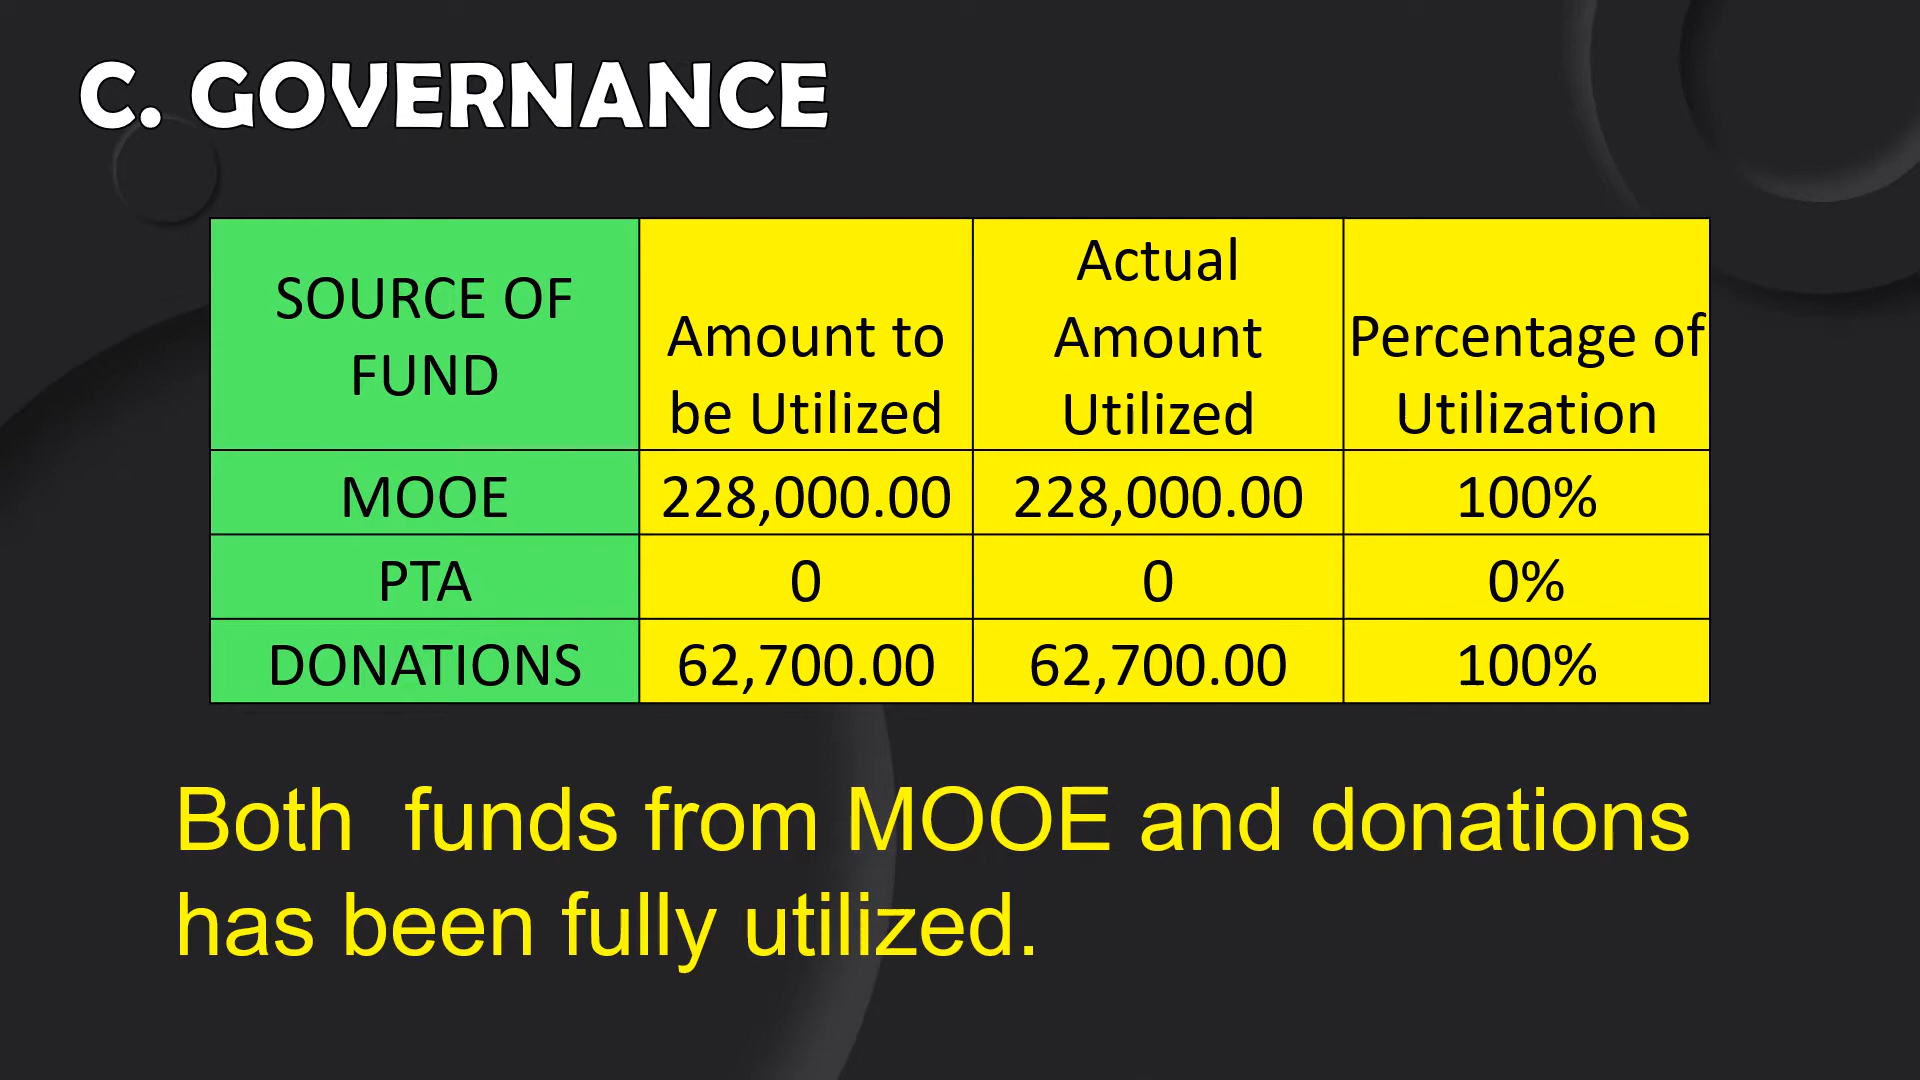 C. GOVERNANCE
SOURCE OF
FUND
Amount to
be Utilized
Actual
Amount
Utilized
Percentage of
Utilization
MOOE 228,000.00 228,000.00 100%
PTA 0 0 0%
DONATIONS 62,700.00 62,700.00 100%
Both  funds from MOOE and donations
has been fully utilized.